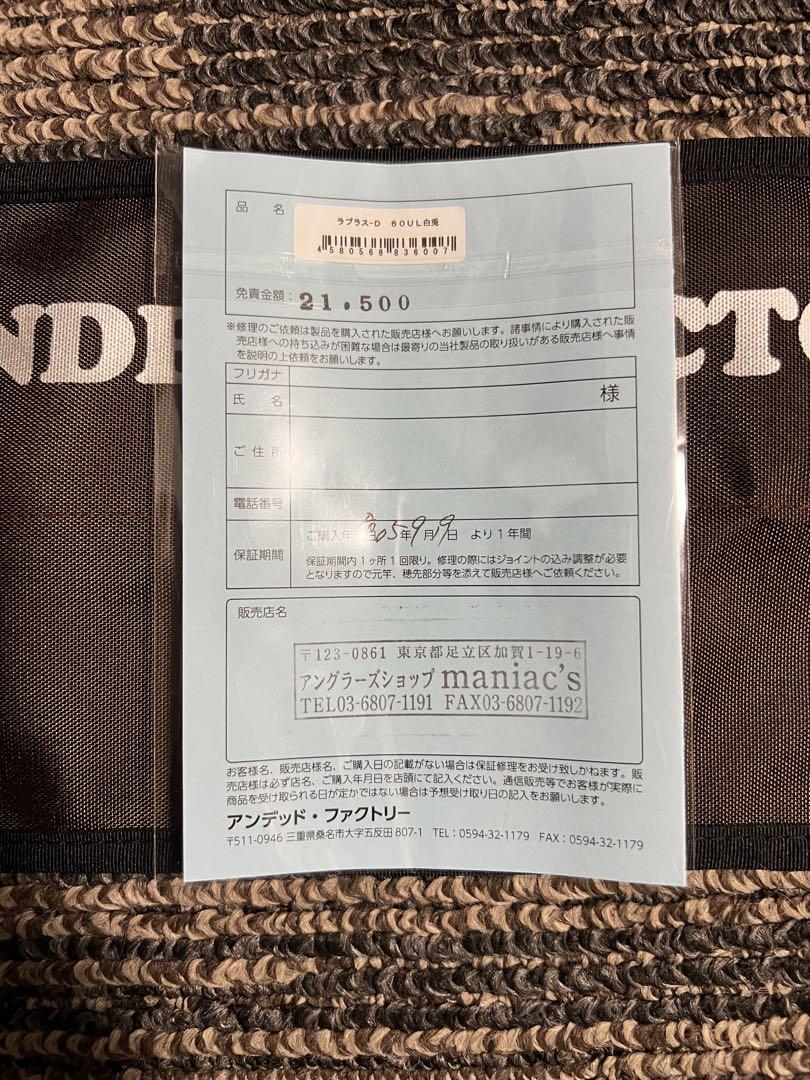 品 名
ラプラス-D 60UL白兎
4 580568 836007
免責金額：21.500
※修理のご依頼は製品を購入された販売店様へお願いします。諸事情により購入された販
売店様への持ち込みが困難な場合は最寄りの当社製品の取り扱いがある販売店様へ事情
を説明の上依頼をお願いします。
フリガナ
氏 名 様
ご 住 所
電話番号
保証期間
ご購入年 05年9月19日 より1年間
保証期間内1ヶ所1回限り。修理の際にはジョイントの込み調整が必要
となりますので元竿、穂先部分等を添えて販売店様へご依頼ください。
販売店名
〒123-0861 東京都足立区加賀1-19-6
アングラーズショップ maniac's
TEL03-6807-1191 FAX03-6807-1192
お客様名、販売店様名、ご購入日の記載がない場合は保証修理をお受け致しかねます。販
売店様は必ず店名、ご購入年月日を店頭にて記入ください。通信販売等でお客様が実際に
商品を受け取られる日が定かではない場合は予想受け取り日の記入をお願いします。
アンデッド・ファクトリー
〒511-0946 三重県桑名市大字五反田 807-1 TEL：0594-32-1179 FAX：0594-32-1179